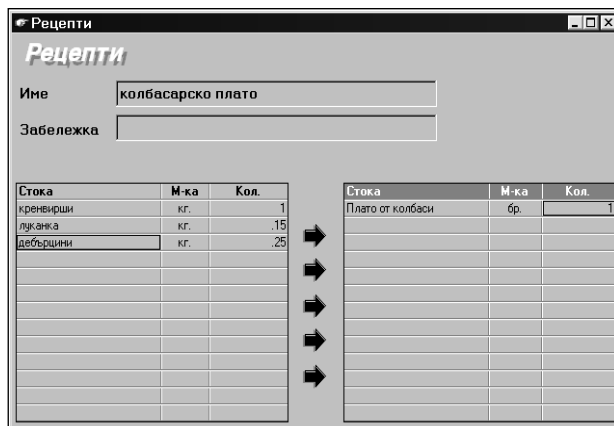 Рецепти
Рецепти
Име колбасарско плато
Забележка
Стока М-ка Кол. Стока М-ка Кол.
кренвирши кг. 1 Плато от колбаси бр. 1
луканка кг. .15
дебърцини кг. .25